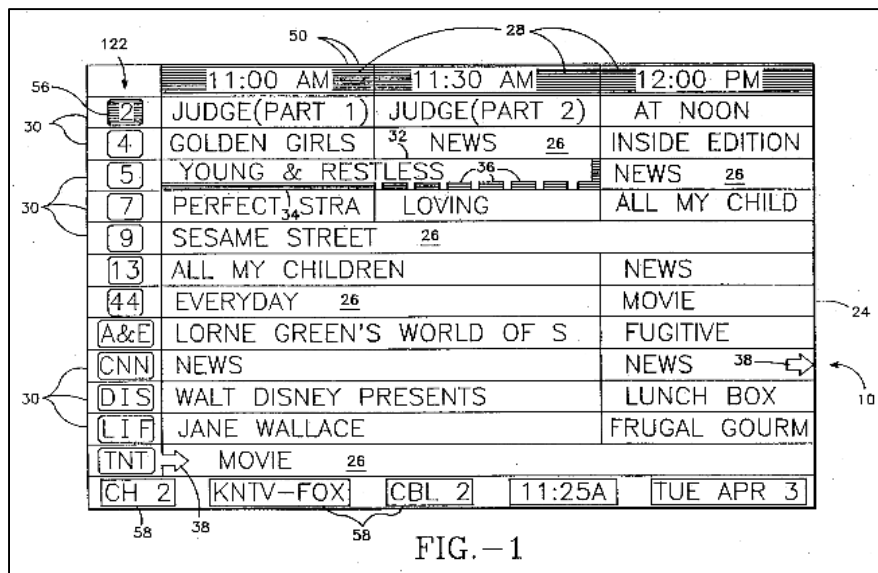 122 50 28
11:00 AM 11:30 AM 12:00 PM
56 2 JUDGE(PART 1) JUDGE(PART 2) AT NOON
30 4 GOLDEN GIRLS 32 NEWS 26 INSIDE EDITION
5 YOUNG & RESTLESS 36 NEWS 26
30 7 PERFECT STRA 34 LOVING ALL MY CHILD
9 SESAME STREET 26
13 ALL MY CHILDREN NEWS
44 EVERYDAY 26 MOVIE 24
A&E LORNE GREEN'S WORLD OF S FUGITIVE
CNN NEWS NEWS 38
30 DIS WALT DISNEY PRESENTS LUNCH BOX 10
LIF JANE WALLACE FRUGAL GOURM
TNT MOVIE 26
CH 2 KNTV-FOX CBL 2 11:25A TUE APR 3
58 38 58
FIG.-1